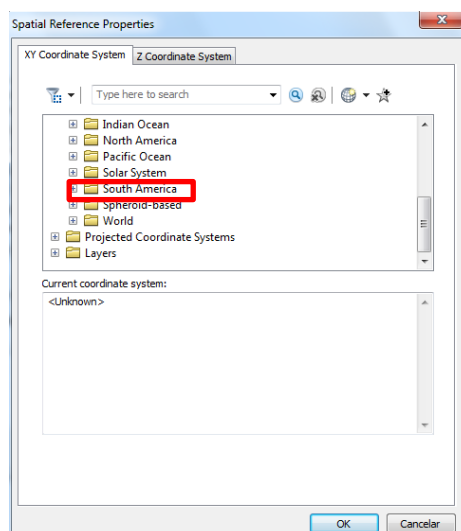 Spatial Reference Properties
XY Coordinate System Z Coordinate System
Type here to search
Indian Ocean
North America
Pacific Ocean
Solar System
South America
Spheroid-based
World
Projected Coordinate Systems
Layers
Current coordinate system:
<Unknown>
OK Cancelar